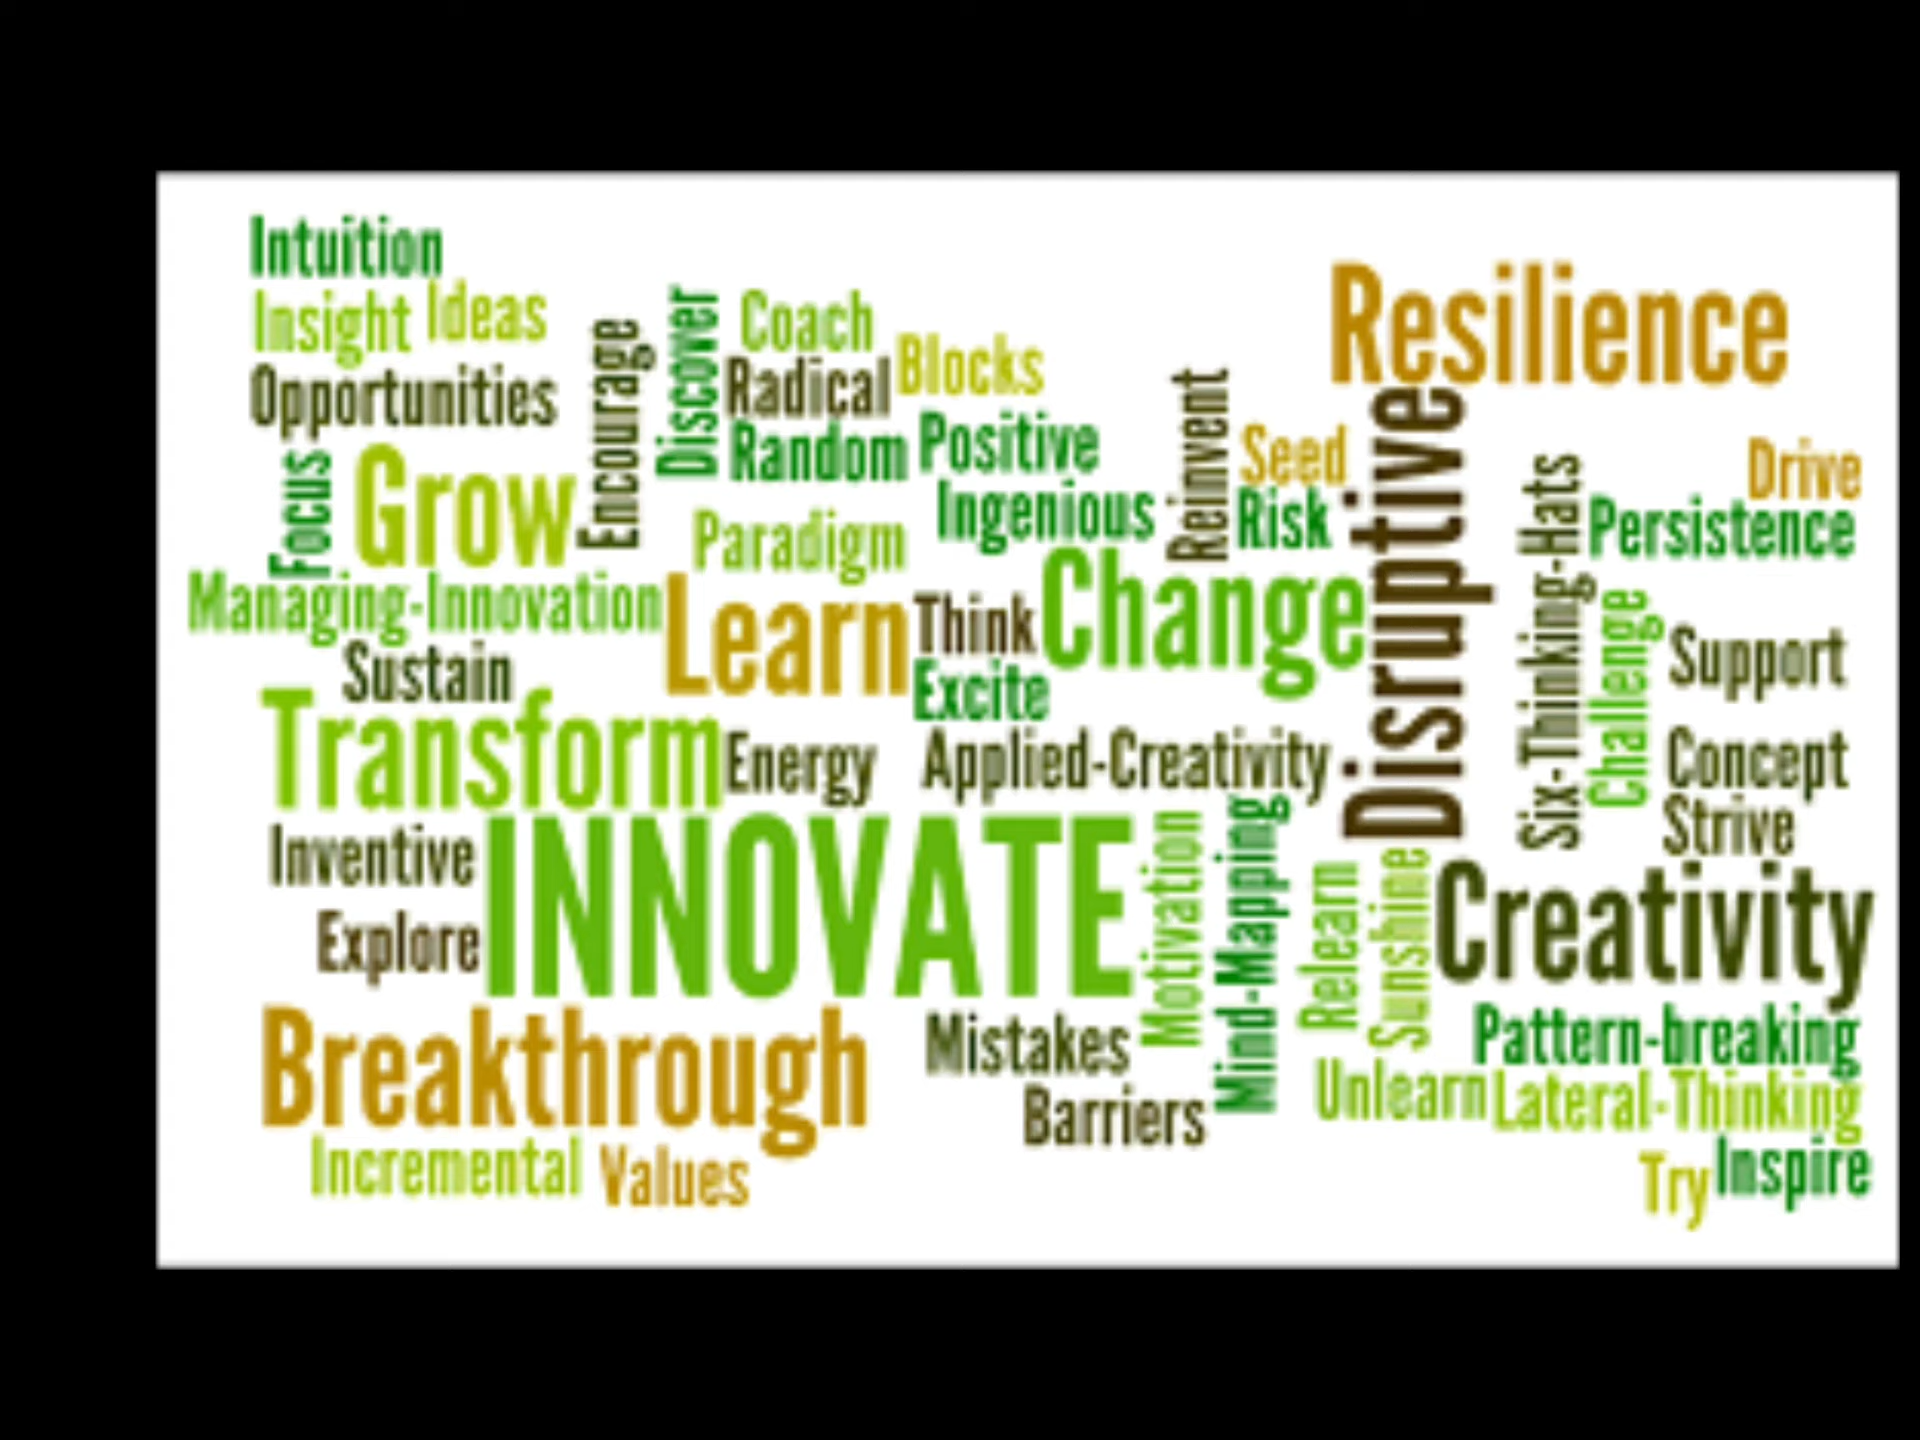 Intuition
Insight
Ideas
Opportunities
Encourage
Discover
Coach
Radical
Blocks
Random
Positive
Resilience
Focus
Grow
Paradigm
Ingenious
Reinvent
Seed
Risk
Disruptive
Six-Thinking-Hats
Drive
Persistence
Managing-Innovation
Learn
Think
Change
Excite
Challenge
Support
Sustain
Transform
Energy
Applied-Creativity
Concept
Strive
Inventive
INNOVATE
Explore
Motivation
Mind-Mapping
Relearn
Sunshine
Creativity
Breakthrough
Mistakes
Barriers
Pattern-breaking
Unlearn
Lateral-Thinking
Incremental
Values
Try
Inspire